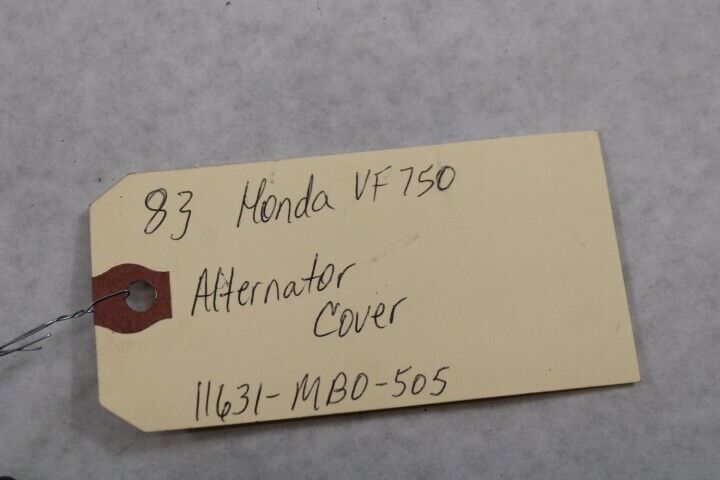 83 Honda VF750
Alternator
Cover
11631-MB0-505